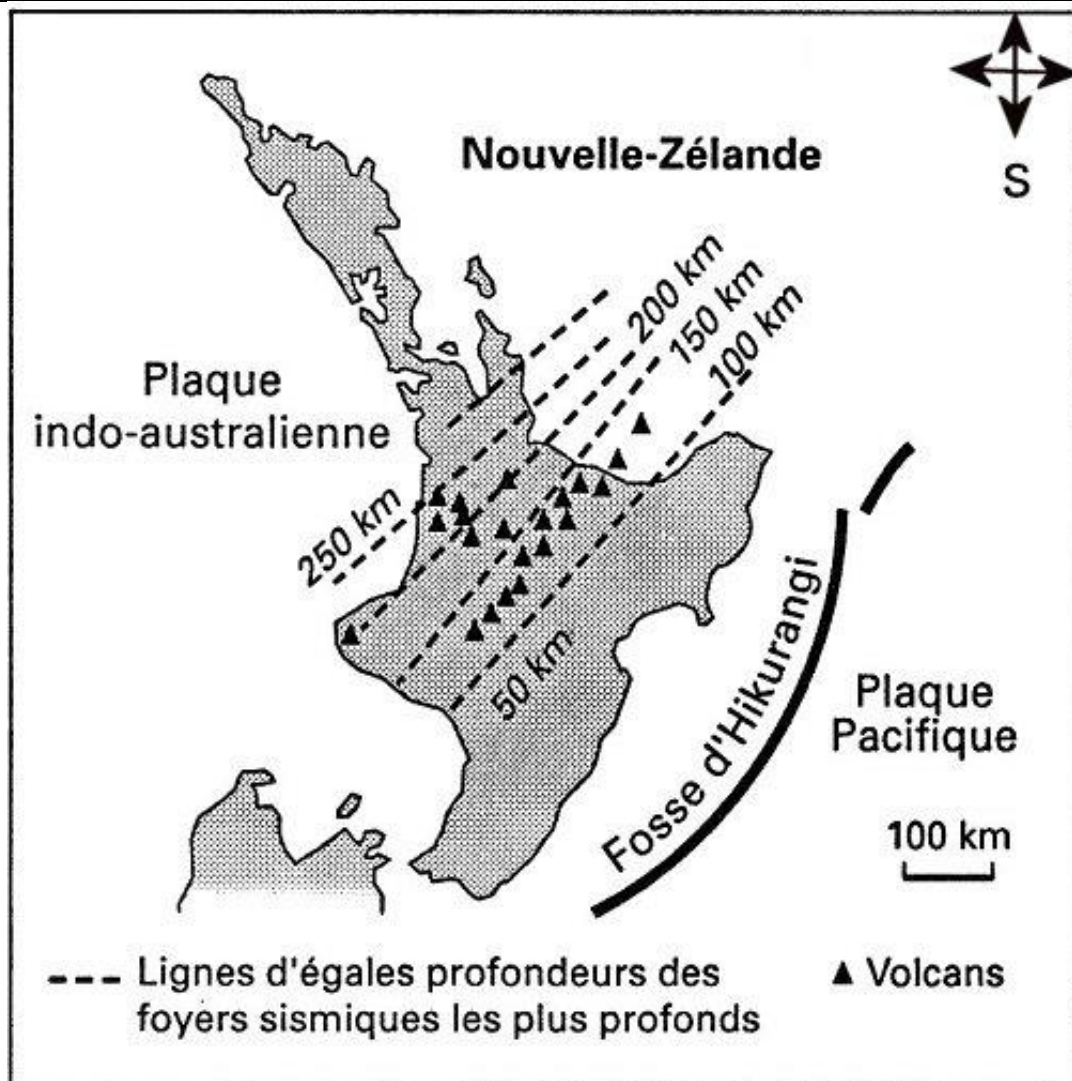 Nouvelle-Zélande
S
200 km
150 km
100 km
Plaque
indo-australienne
250 km
50 km
Fosse d'Hikurangi
Plaque
Pacifique
100 km
Lignes d'égales profondeurs des
foyers sismiques les plus profonds
Volcans